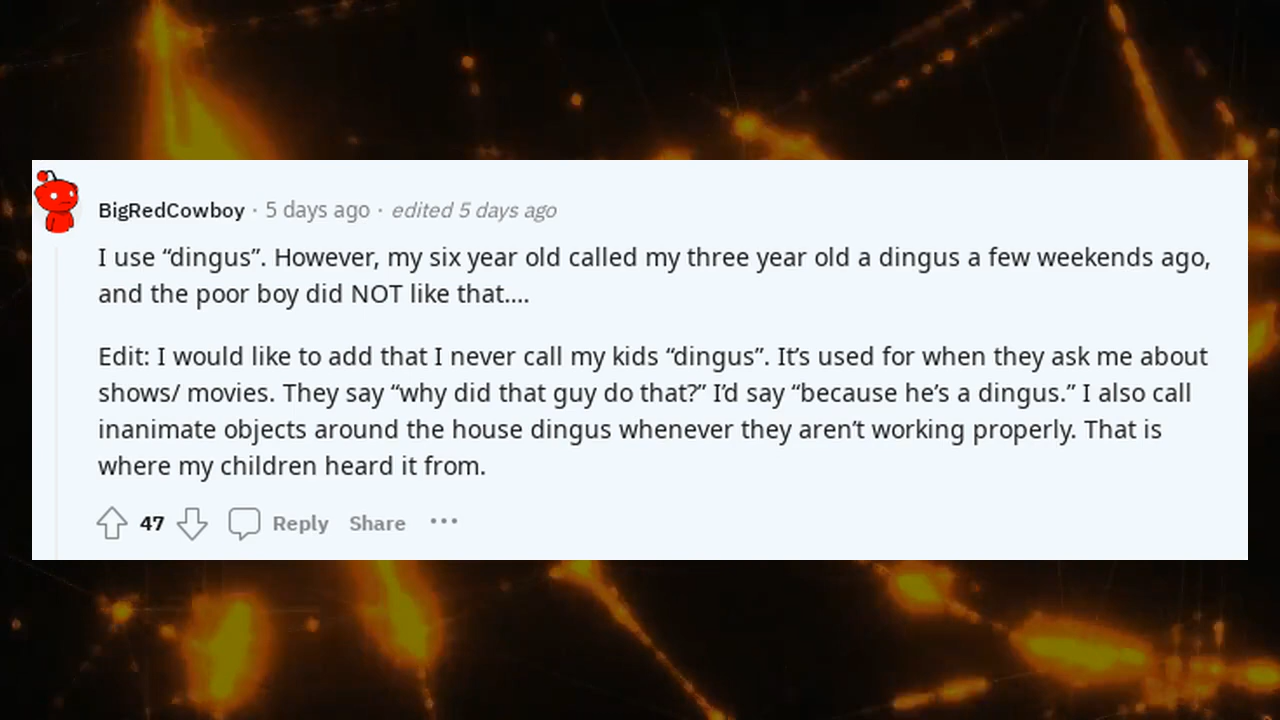 BigRedCowboy · 5 days ago · edited 5 days ago
I use “dingus”. However, my six year old called my three year old a dingus a few weekends ago,
and the poor boy did NOT like that....
Edit: I would like to add that I never call my kids “dingus”. It’s used for when they ask me about
shows/ movies. They say “why did that guy do that?” I’d say “because he’s a dingus.” I also call
inanimate objects around the house dingus whenever they aren’t working properly. That is
where my children heard it from.
47 Reply Share ···